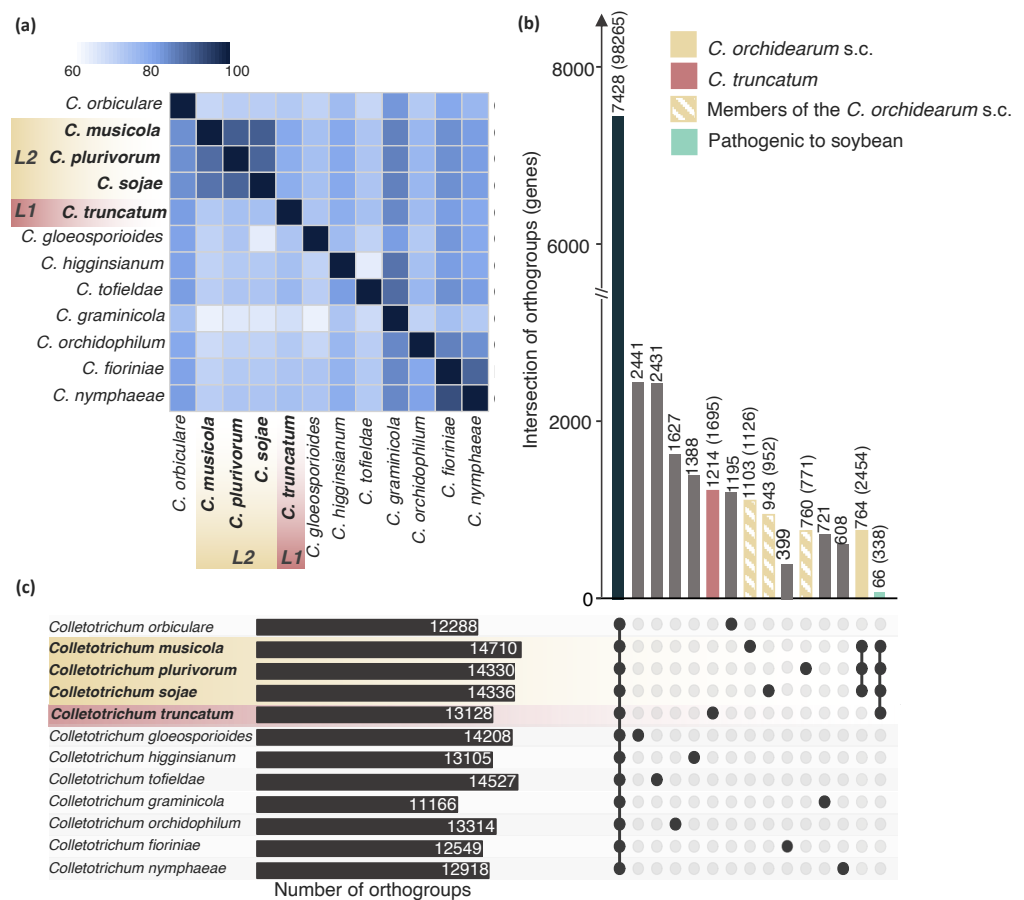 (a)
60
100
C. orbiculare
C. musicola
L2 C. plurivorum
C. sojae
L1 C. truncatum
C. gloeosporioides
C. higginsianum
C. tofieldae
C. graminicola
C. orchidophilum
C. fioriniae
C. nymphaeae
C. orbiculare
C. musicola
C. plurivorum
C. sojae
C. truncatum
C. gloeosporioides
C. higginsianum
C. tofieldae
C. graminicola
C. orchidophilum
C. fioriniae
C. nymphaeae
L2
L1
(b)
C. orchidearum s.c.
C. truncatum
Members of the C. orchidearum s.c.
Pathogenic to soybean
Intersection of orthogroups (genes)
8000
6000
2000
0
7428 (98265)
2441
2431
1627
1388
1214 (1695)
1195
1103 (1126)
943 (952)
399
760 (771)
721
608
764 (2454)
66 (338)
(c)
Colletotrichum orbiculare 12288
Colletotrichum musicola 14710
Colletotrichum plurivorum 14330
Colletotrichum sojae 14336
Colletotrichum truncatum 13128
Colletotrichum gloeosporioides 14208
Colletotrichum higginsianum 13105
Colletotrichum tofieldae 14527
Colletotrichum graminicola 11166
Colletotrichum orchidophilum 13314
Colletotrichum fioriniae 12549
Colletotrichum nymphaeae 12918
Number of orthogroups